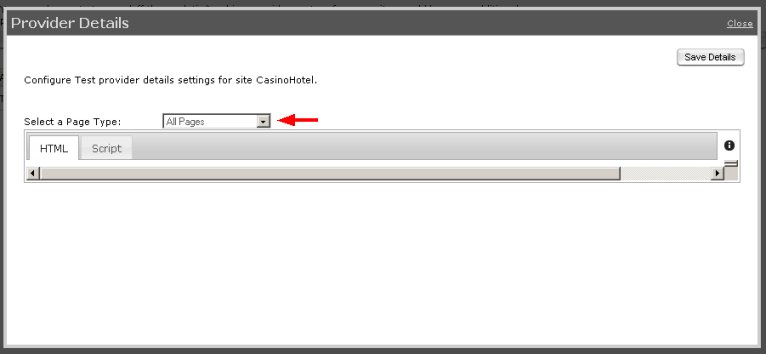 Provider Details
Close
Save Details
Configure Test provider details settings for site CasinoHotel.
Select a Page Type: All Pages
HTML Script